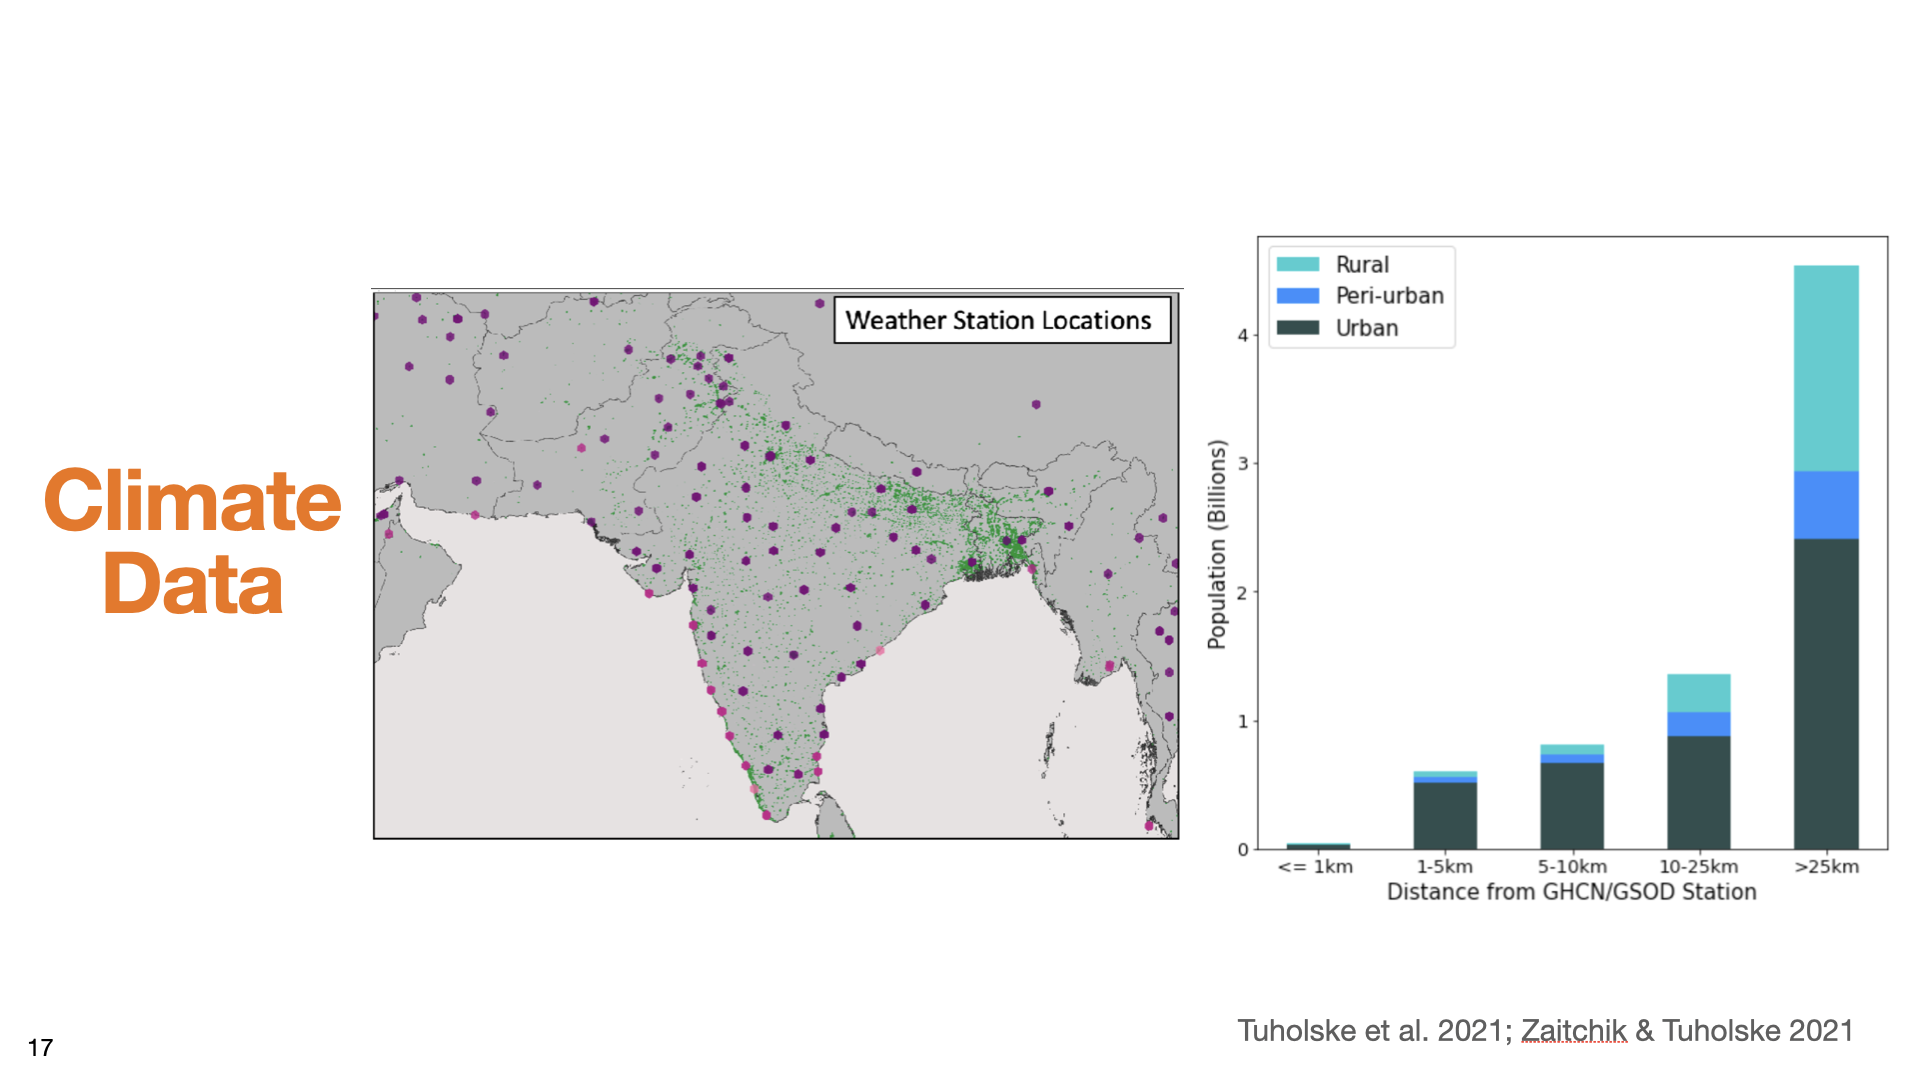 Climate
Data
Weather Station Locations
Rural
Peri-urban
Urban
Population (Billions)
4
3
2
1
0
<= 1km
1-5km
5-10km
10-25km
>25km
Distance from GHCN/GSOD Station
Tuholske et al. 2021; Zaitchik & Tuholske 2021
17